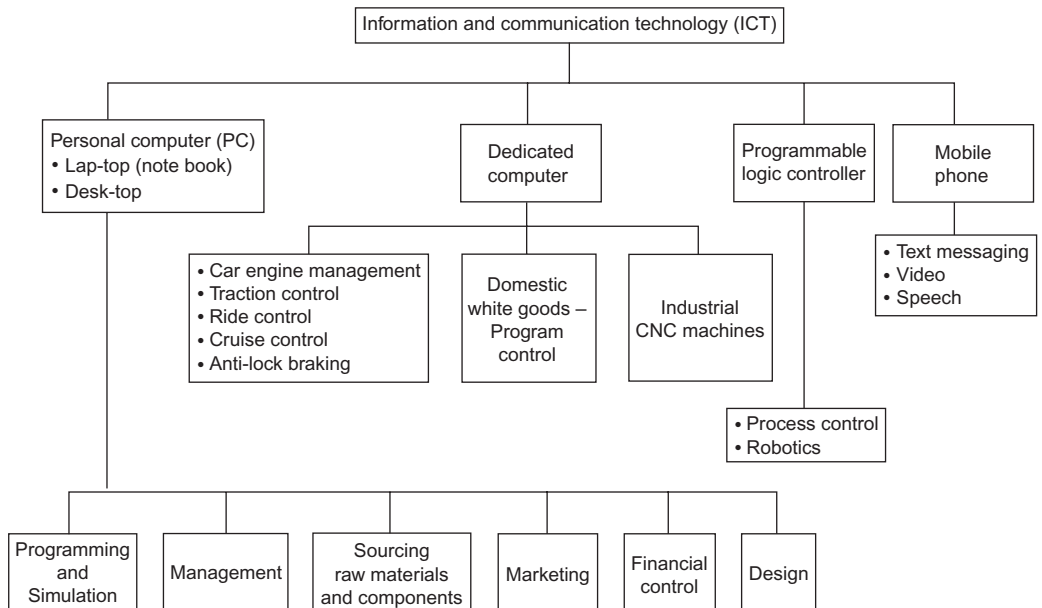 Information and communication technology (ICT)
Personal computer (PC)
• Lap-top (note book)
• Desk-top
Dedicated
computer
Programmable
logic controller
Mobile
phone
• Car engine management
• Traction control
• Ride control
• Cruise control
• Anti-lock braking
Domestic
white goods –
Program
control
Industrial
CNC machines
• Text messaging
• Video
• Speech
• Process control
• Robotics
Programming
and
Simulation
Management
Sourcing
raw materials
and components
Marketing
Financial
control
Design